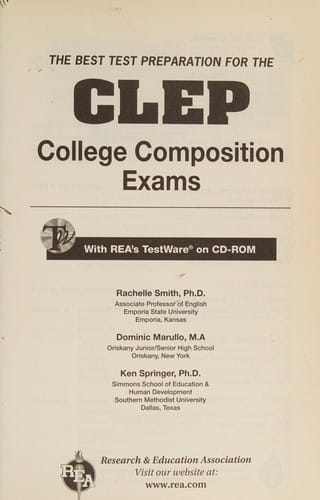 THE BEST TEST PREPARATION FOR THE
CLEP
College Composition
Exams
With REA's TestWare® on CD-ROM
Rachelle Smith, Ph.D.
Associate Professor of English
Emporia State University
Emporia, Kansas
Dominic Marullo, M.A
Oriskany Junior/Senior High School
Oriskany, New York
Ken Springer, Ph.D.
Simmons School of Education &
Human Development
Southern Methodist University
Dallas, Texas
REA
Research & Education Association
Visit our website at:
www.rea.com